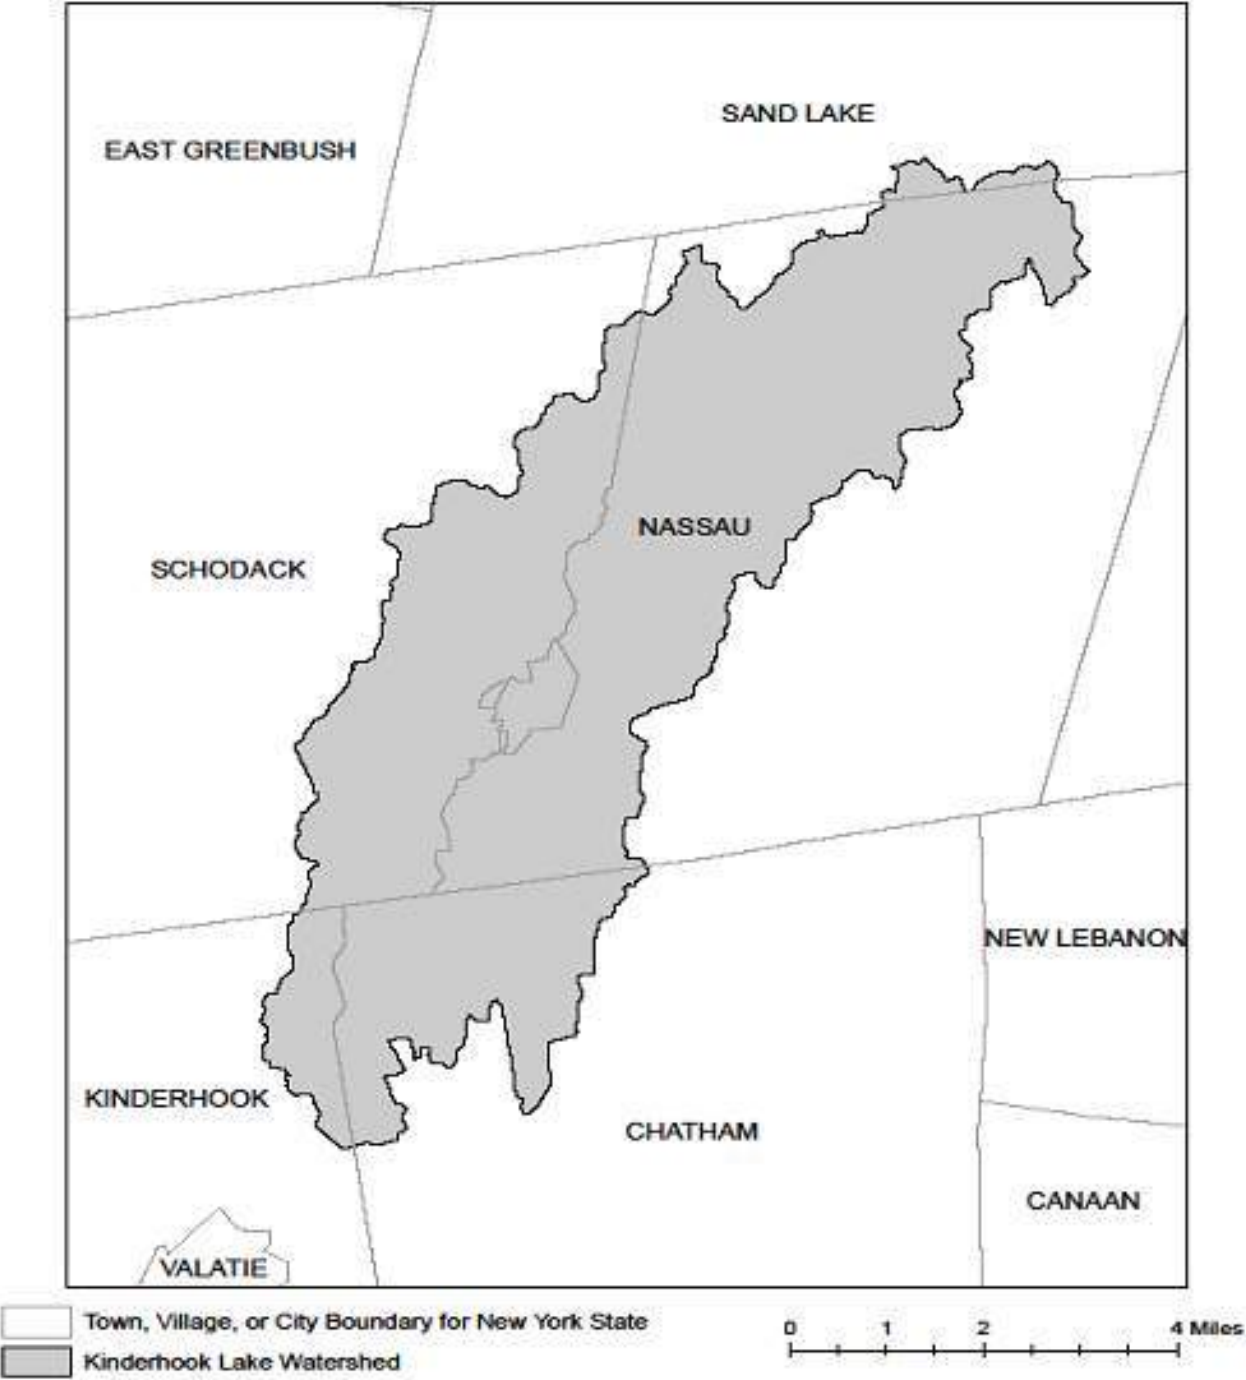 SAND LAKE
EAST GREENBUSH
NASSAU
SCHODACK
NEW LEBANON
KINDERHOOK
CHATHAM
CANAAN
VALATIE
Town, Village, or City Boundary for New York State
Kinderhook Lake Watershed
0 1 2 4 Miles